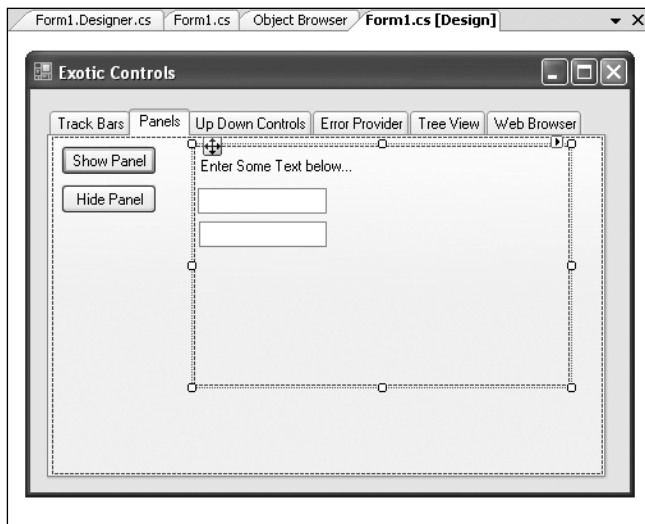 Form1.Designer.cs Form1.cs Object Browser Form1.cs [Design]
Exotic Controls
Track Bars Panels Up Down Controls Error Provider Tree View Web Browser
Show Panel
Enter Some Text below...
Hide Panel